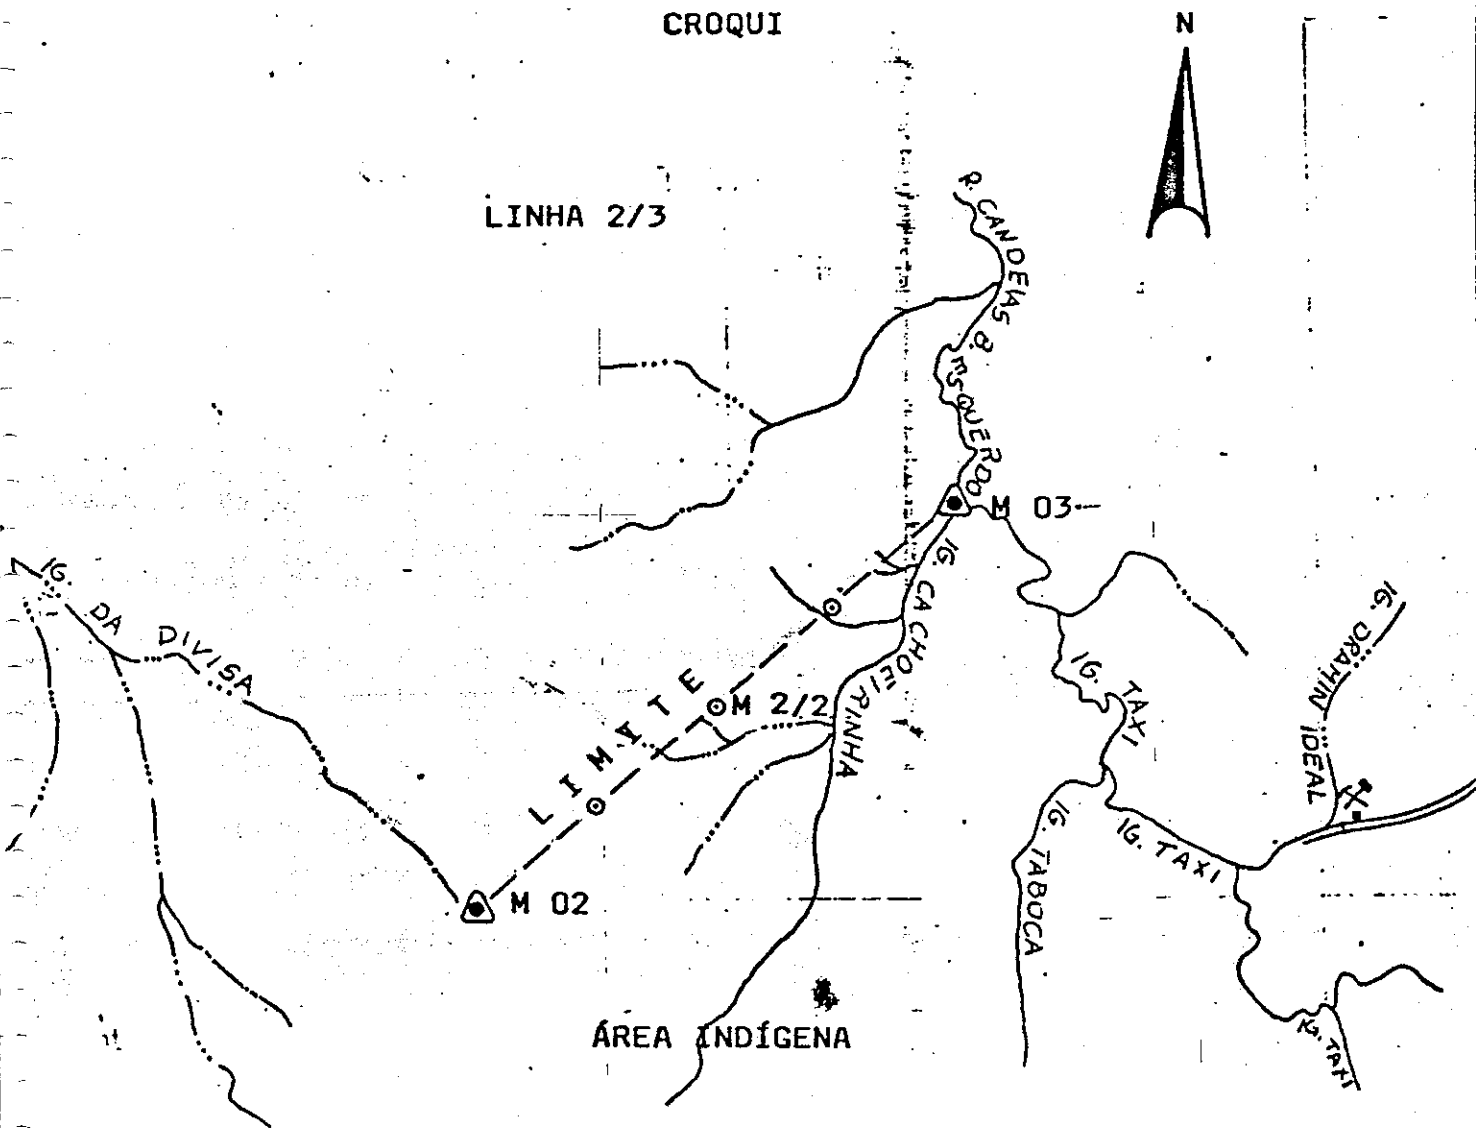 CROQUI
N
LINHA 2/3
R. CANDEIAS B. ESQUERDO
M 03
IG. DA DIVISA
IG. CACHOEIRINHA
IG. TAXI
IG. DRAMIN
IDEAL
LIMITE
M 2/2
IG. TABOCA
IG. TAXI
M 02
ÁREA INDÍGENA
IG. TAXI